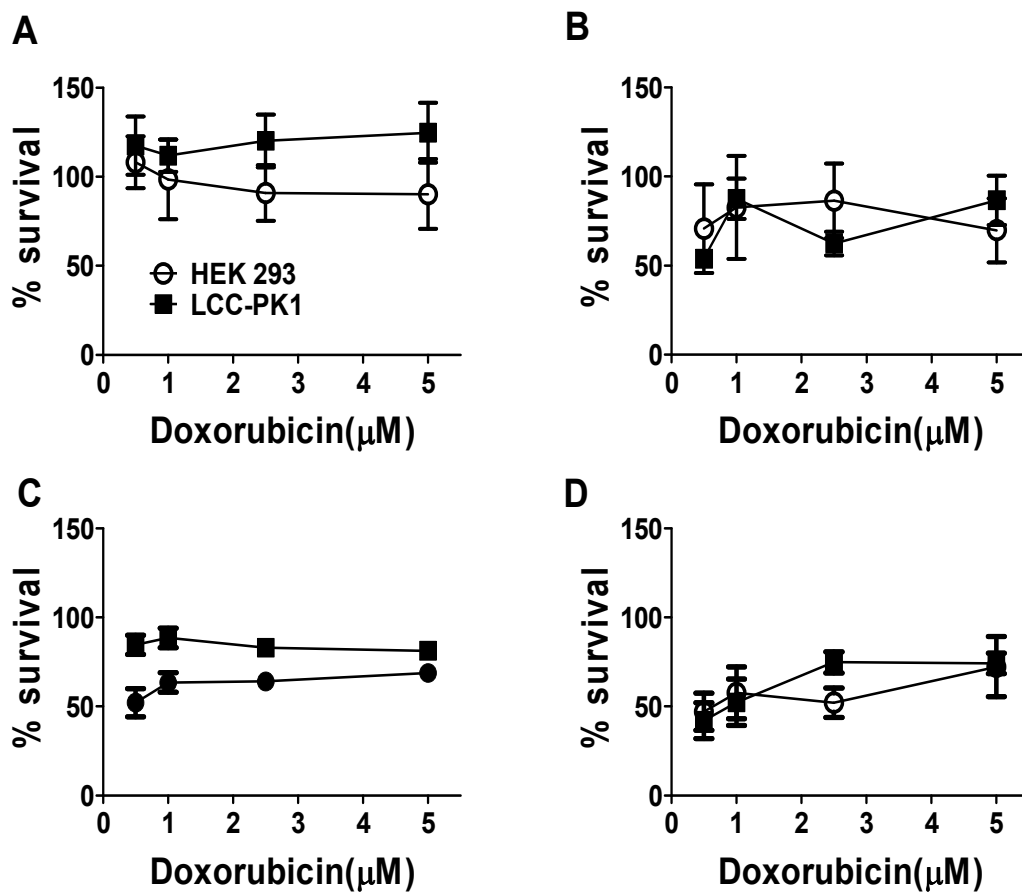 A
% survival
150
100
50
0
HEK 293
LCC-PK1
0 1 2 3 4 5
Doxorubicin(μM)
B
% survival
150
100
50
0
0 1 2 3 4 5
Doxorubicin(μM)
C
% survival
150
100
50
0
0 1 2 3 4 5
Doxorubicin(μM)
D
% survival
150
100
50
0
0 1 2 3 4 5
Doxorubicin(μM)